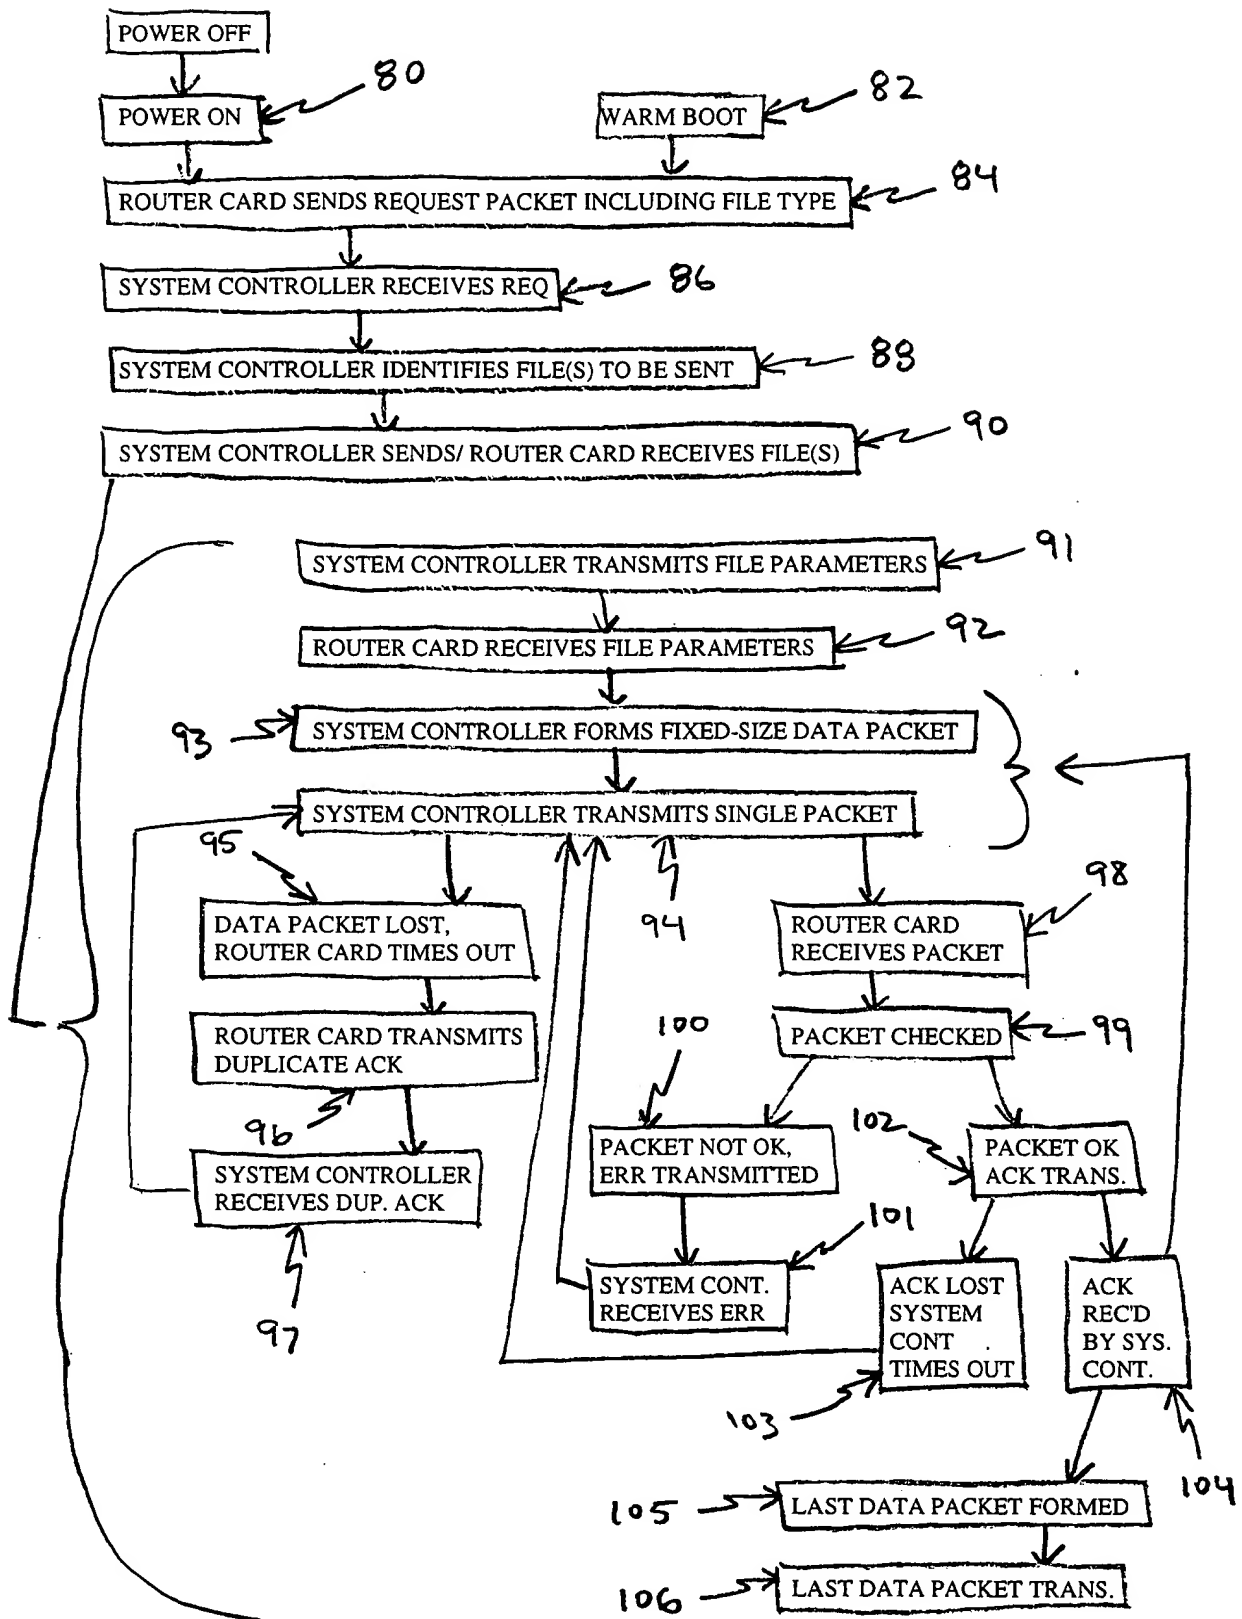 POWER OFF
80
POWER ON
82
WARM BOOT
84
ROUTER CARD SENDS REQUEST PACKET INCLUDING FILE TYPE
SYSTEM CONTROLLER RECEIVES REQ
86
SYSTEM CONTROLLER IDENTIFIES FILE(S) TO BE SENT
88
SYSTEM CONTROLLER SENDS/ ROUTER CARD RECEIVES FILE(S)
90
SYSTEM CONTROLLER TRANSMITS FILE PARAMETERS
91
ROUTER CARD RECEIVES FILE PARAMETERS
92
93
SYSTEM CONTROLLER FORMS FIXED-SIZE DATA PACKET
SYSTEM CONTROLLER TRANSMITS SINGLE PACKET
94
95
DATA PACKET LOST,
ROUTER CARD TIMES OUT
ROUTER CARD TRANSMITS
DUPLICATE ACK
96
SYSTEM CONTROLLER
RECEIVES DUP. ACK
97
98
ROUTER CARD
RECEIVES PACKET
PACKET CHECKED
99
100
PACKET NOT OK,
ERR TRANSMITTED
SYSTEM CONT.
RECEIVES ERR
101
102
PACKET OK
ACK TRANS.
ACK LOST
SYSTEM
CONT .
TIMES OUT
103
ACK
REC'D
BY SYS.
CONT.
104
105
LAST DATA PACKET FORMED
106
LAST DATA PACKET TRANS.